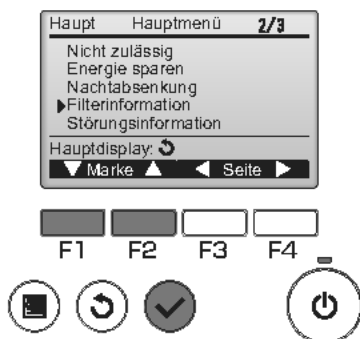 Haupt Hauptmenü 2/3
Nicht zulässig
Energie sparen
Nachtabsenkung
▶Filterinformation
Störungsinformation
Hauptdisplay:
▼ Marke ▲ ◀ Seite ▶
F1 F2 F3 F4